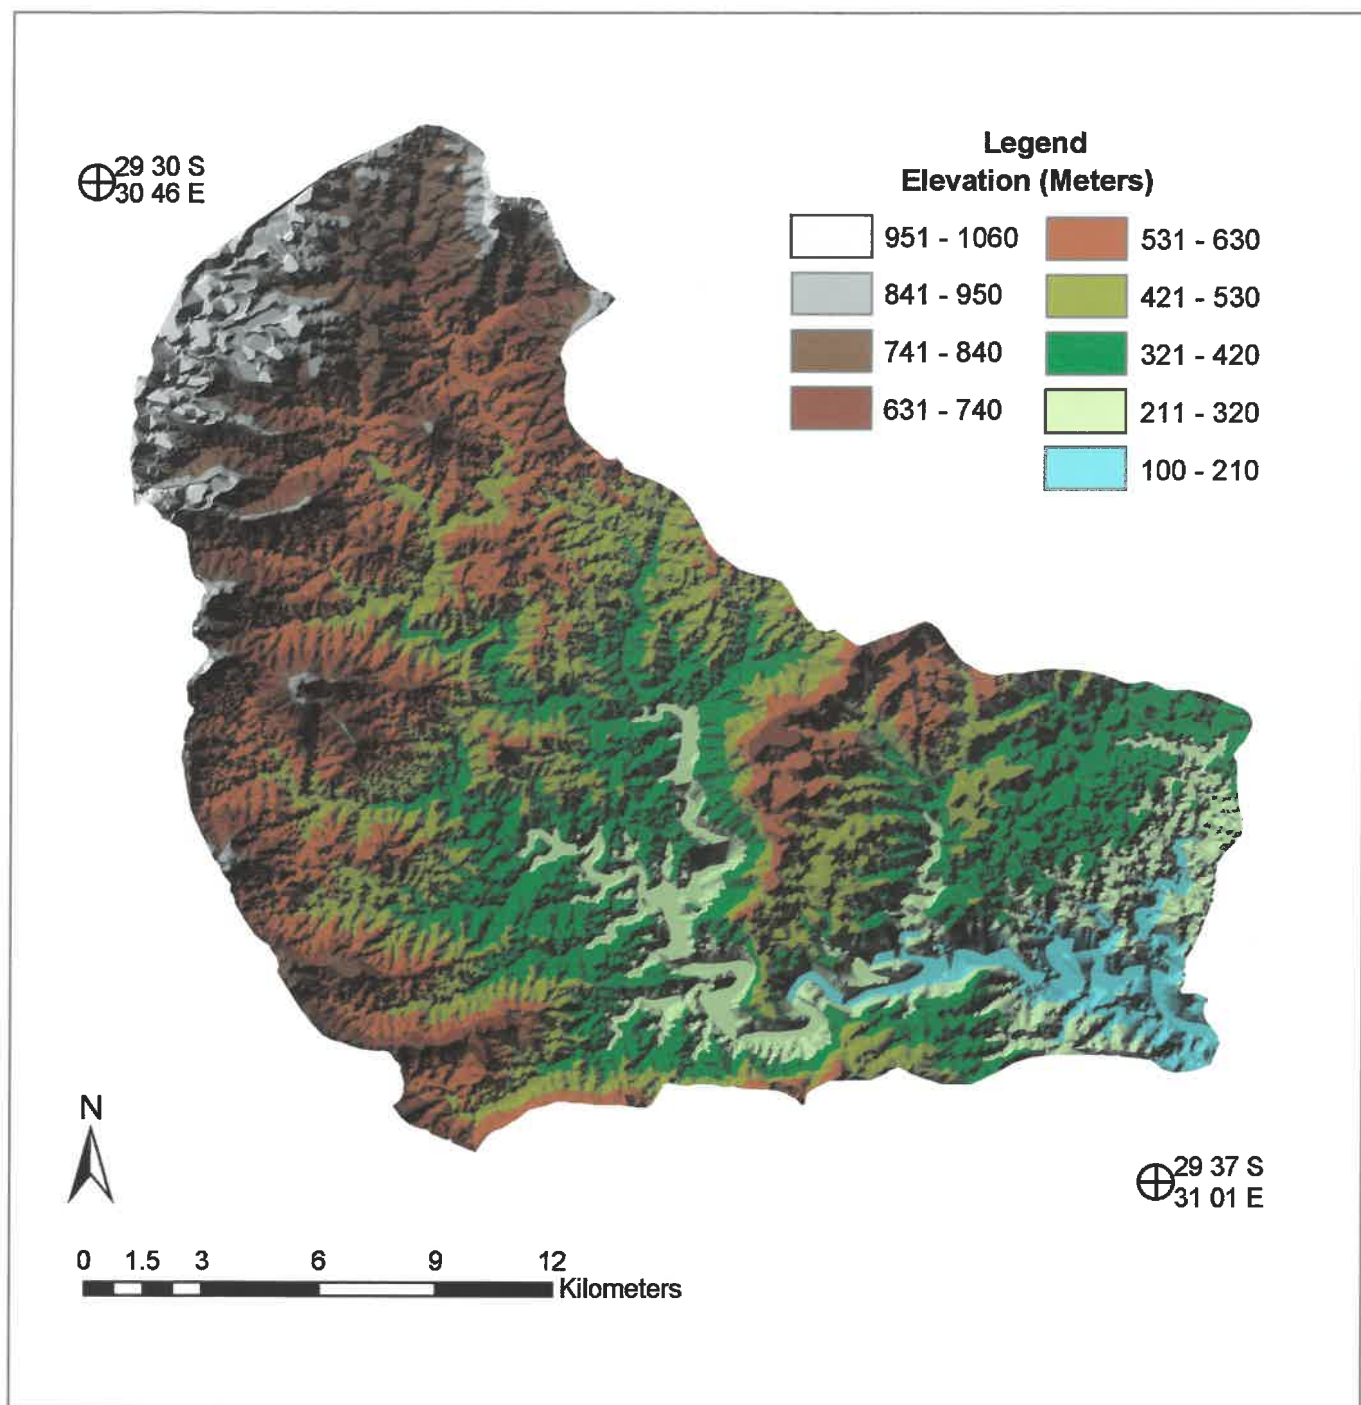 29 30 S
30 46 E
Legend
Elevation (Meters)
951 - 1060
841 - 950
741 - 840
631 - 740
531 - 630
421 - 530
321 - 420
211 - 320
100 - 210
N
29 37 S
31 01 E
0 1.5 3 6 9 12
Kilometers